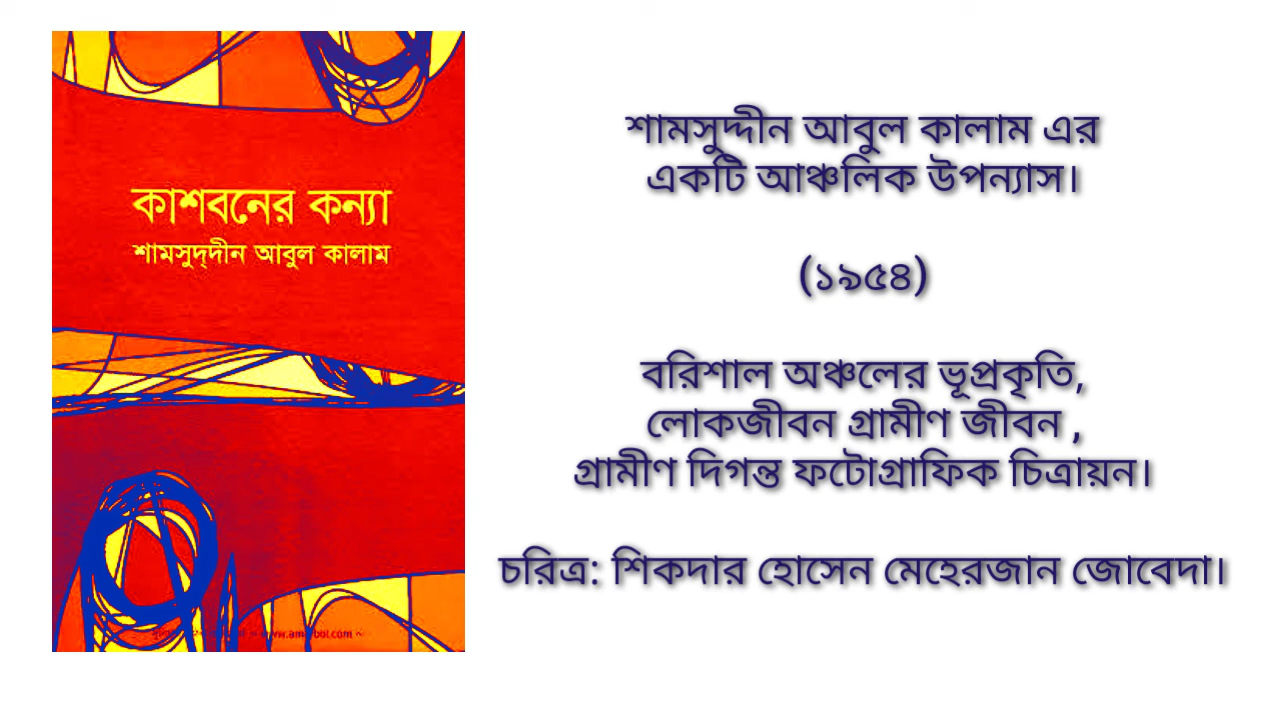 কাশবনের কন্যা
শামসুদ্‌দীন আবুল কালাম
শামসুদ্দীন আবুল কালাম এর
একটি আঞ্চলিক উপন্যাস।
(১৯৫৪)
বরিশাল অঞ্চলের ভূপ্রকৃতি,
লোকজীবন গ্রামীণ জীবন ,
গ্রামীণ দিগন্ত ফটোগ্রাফিক চিত্রায়ন।
চরিত্র: শিকদার হোসেন মেহেরজান জোবেদা।